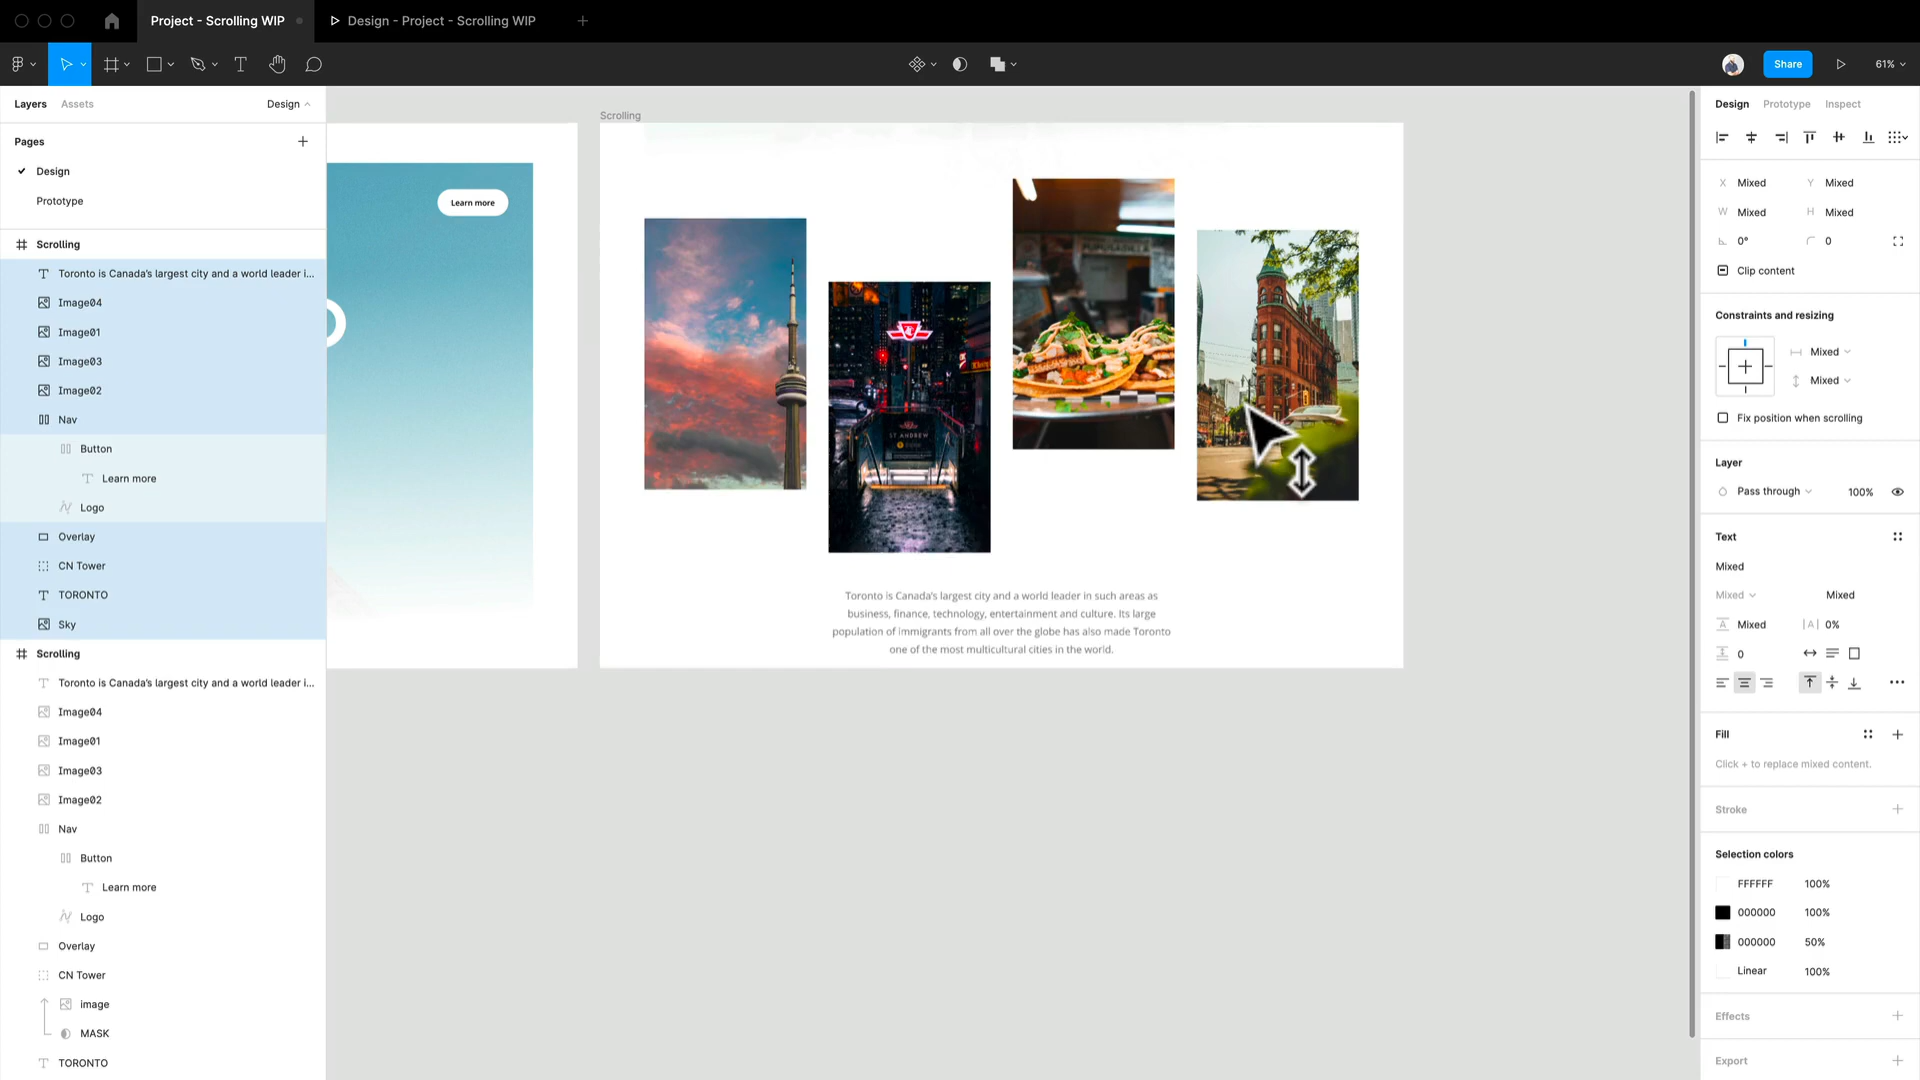 Project - Scrolling WIP
Design - Project - Scrolling WIP
Share
61%
Layers
Assets
Design
Pages
Design
Prototype
Scrolling
Toronto is Canada's largest city and a world leader i...
Image04
Image01
Image03
Image02
Nav
Button
Learn more
Logo
Overlay
CN Tower
TORONTO
Sky
Scrolling
Toronto is Canada's largest city and a world leader i...
Image04
Image01
Image03
Image02
Nav
Button
Learn more
Logo
Overlay
CN Tower
image
MASK
TORONTO
Learn more
Scrolling
ST ANDREW
Toronto is Canada's largest city and a world leader in such areas as
business, finance, technology, entertainment and culture. Its large
population of immigrants from all over the globe has also made Toronto
one of the most multicultural cities in the world.
Design
Prototype
Inspect
X Mixed
Y Mixed
W Mixed
H Mixed
0°
0
Clip content
Constraints and resizing
Mixed
Mixed
Fix position when scrolling
Layer
Pass through
100%
Text
Mixed
Mixed
Mixed
Mixed
0%
0
Fill
Click + to replace mixed content.
Stroke
Selection colors
FFFFFF 100%
000000 100%
000000 50%
Linear 100%
Effects
Export